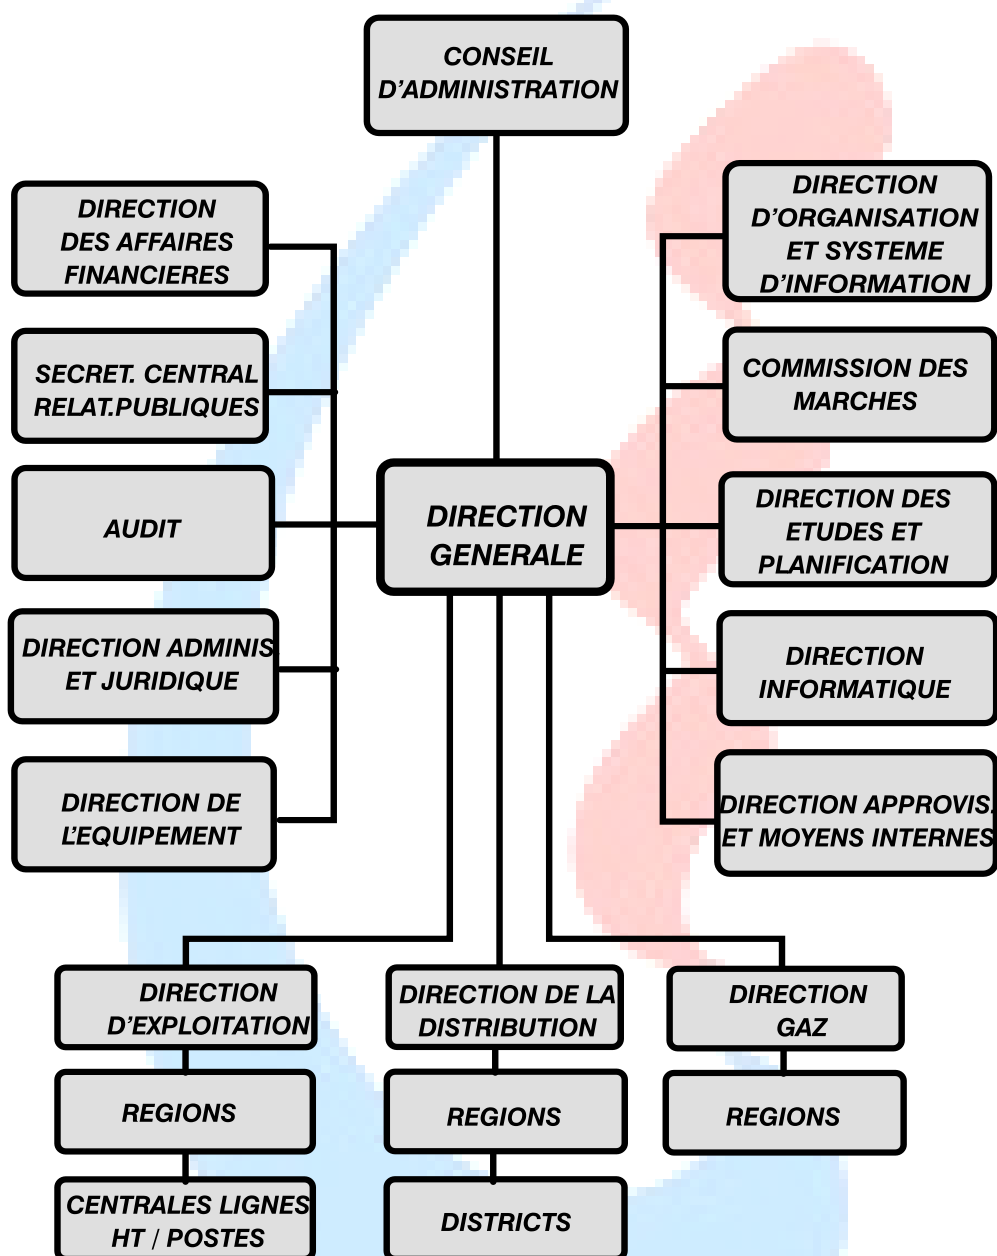 CONSEIL
D'ADMINISTRATION
DIRECTION
DES AFFAIRES
FINANCIERES
SECRET. CENTRAL
RELAT.PUBLIQUES
AUDIT
DIRECTION ADMINIS
ET JURIDIQUE
DIRECTION DE
L'EQUIPEMENT
DIRECTION
GENERALE
DIRECTION
D'ORGANISATION
ET SYSTEME
D'INFORMATION
COMMISSION DES
MARCHES
DIRECTION DES
ETUDES ET
PLANIFICATION
DIRECTION
INFORMATIQUE
DIRECTION APPROVIS.
ET MOYENS INTERNES
DIRECTION
D'EXPLOITATION
REGIONS
CENTRALES LIGNES
HT / POSTES
DIRECTION DE LA
DISTRIBUTION
REGIONS
DISTRICTS
DIRECTION
GAZ
REGIONS